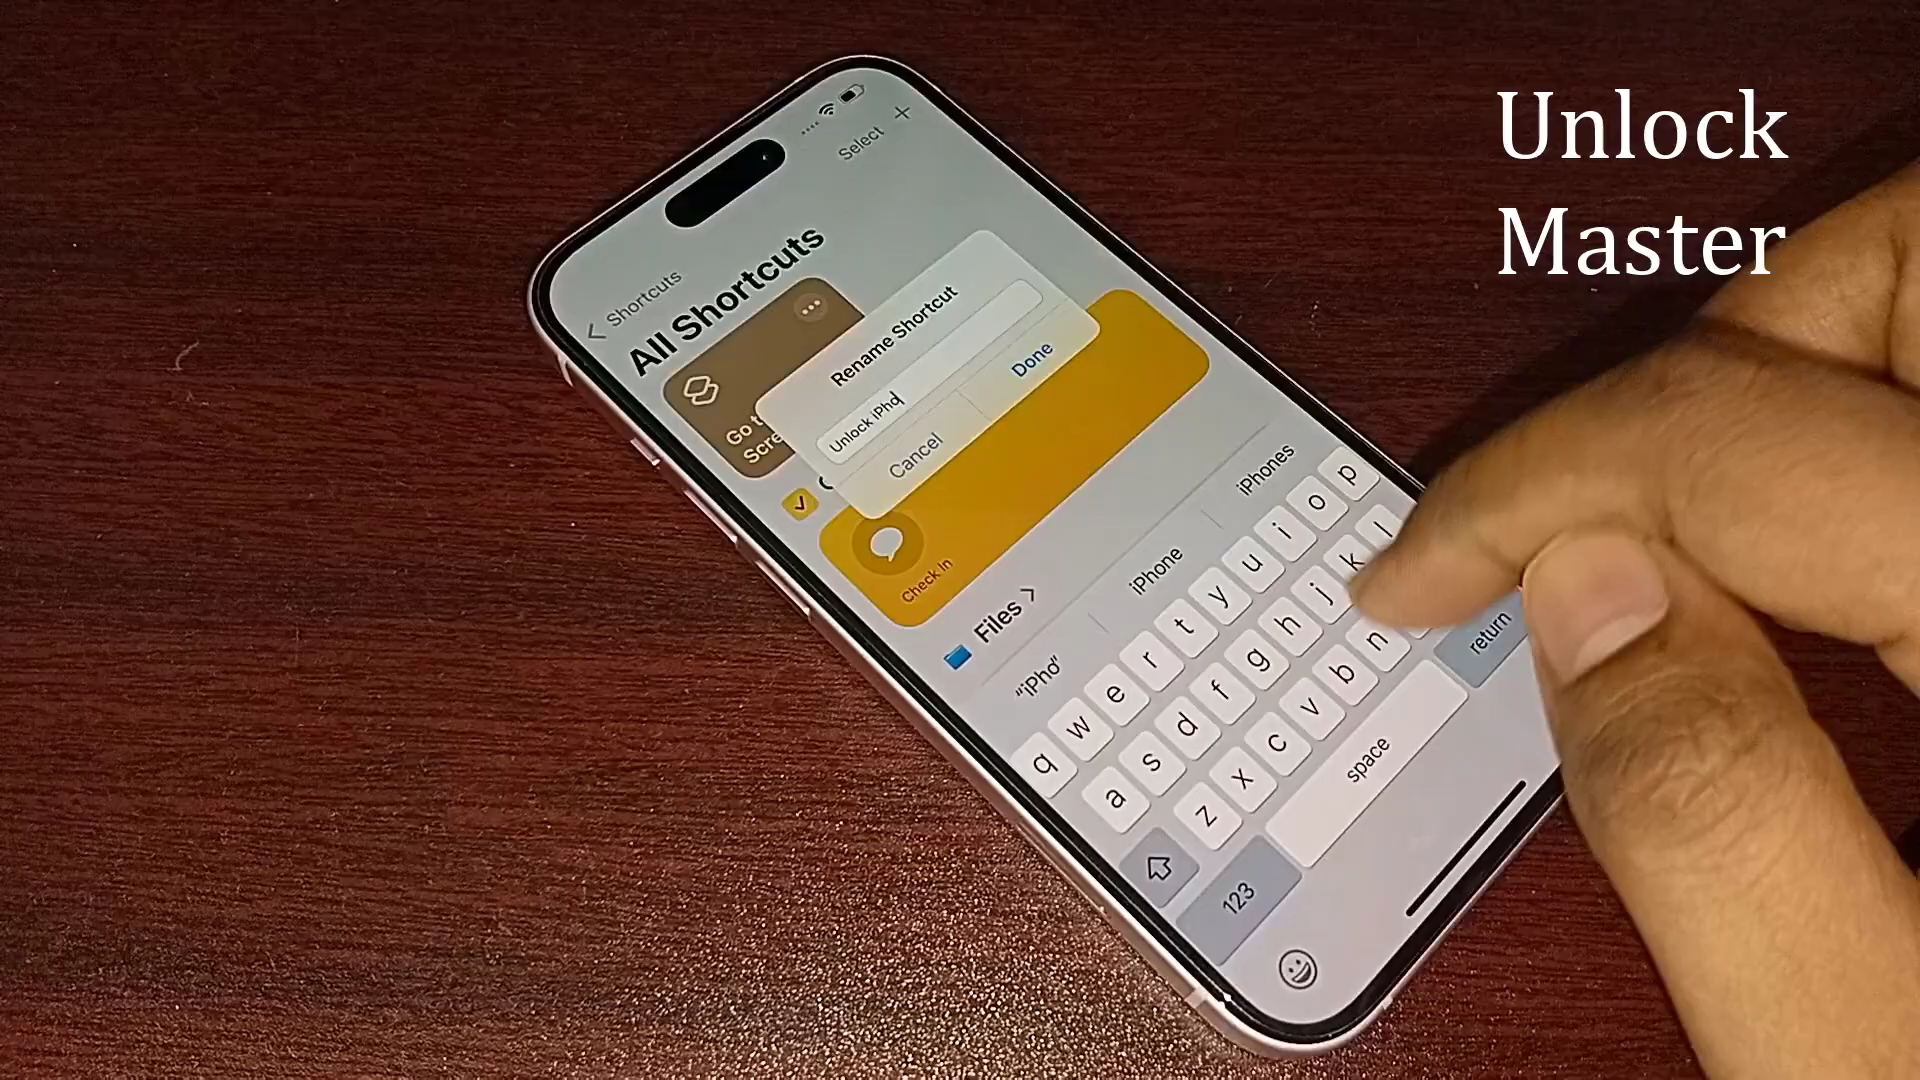 Unlock
Master
Select +
< Shortcuts
All Shortcuts
Rename Shortcut
Unlock iPho
Cancel
Done
Check In
Files >
"iPho"
iPhone
iPhones
q w e r t y u i o p
a s d f g h j k l
z x c v b n
123
space
return